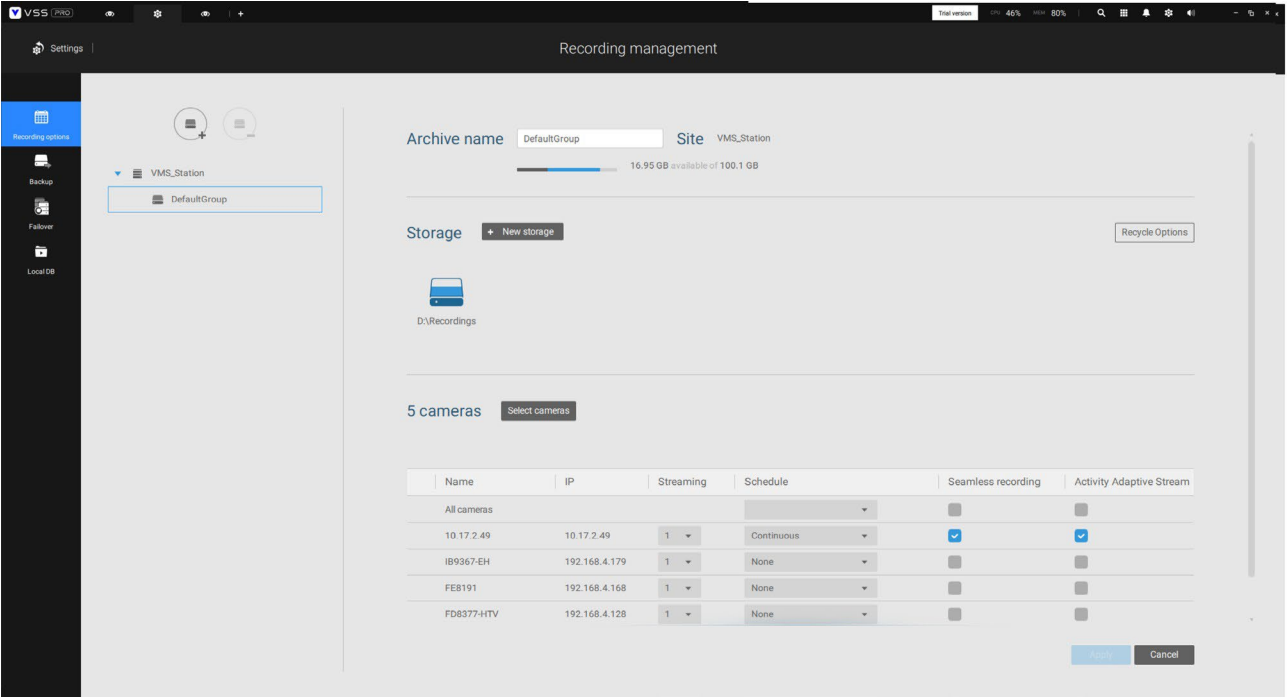 VSS PRO
Trial version CPU 46% MEM 80%
Settings
Recording management
Recording options
Backup
Failover
Local DB
VMS_Station
DefaultGroup
Archive name DefaultGroup Site VMS_Station
16.95 GB available of 100.1 GB
Storage + New storage Recycle Options
D:\Recordings
5 cameras Select cameras
Name IP Streaming Schedule Seamless recording Activity Adaptive Stream
All cameras
10.17.2.49 10.17.2.49 1 Continuous
IB9367-EH 192.168.4.179 1 None
FE8191 192.168.4.168 1 None
FD8377-HTV 192.168.4.128 1 None
Apply Cancel